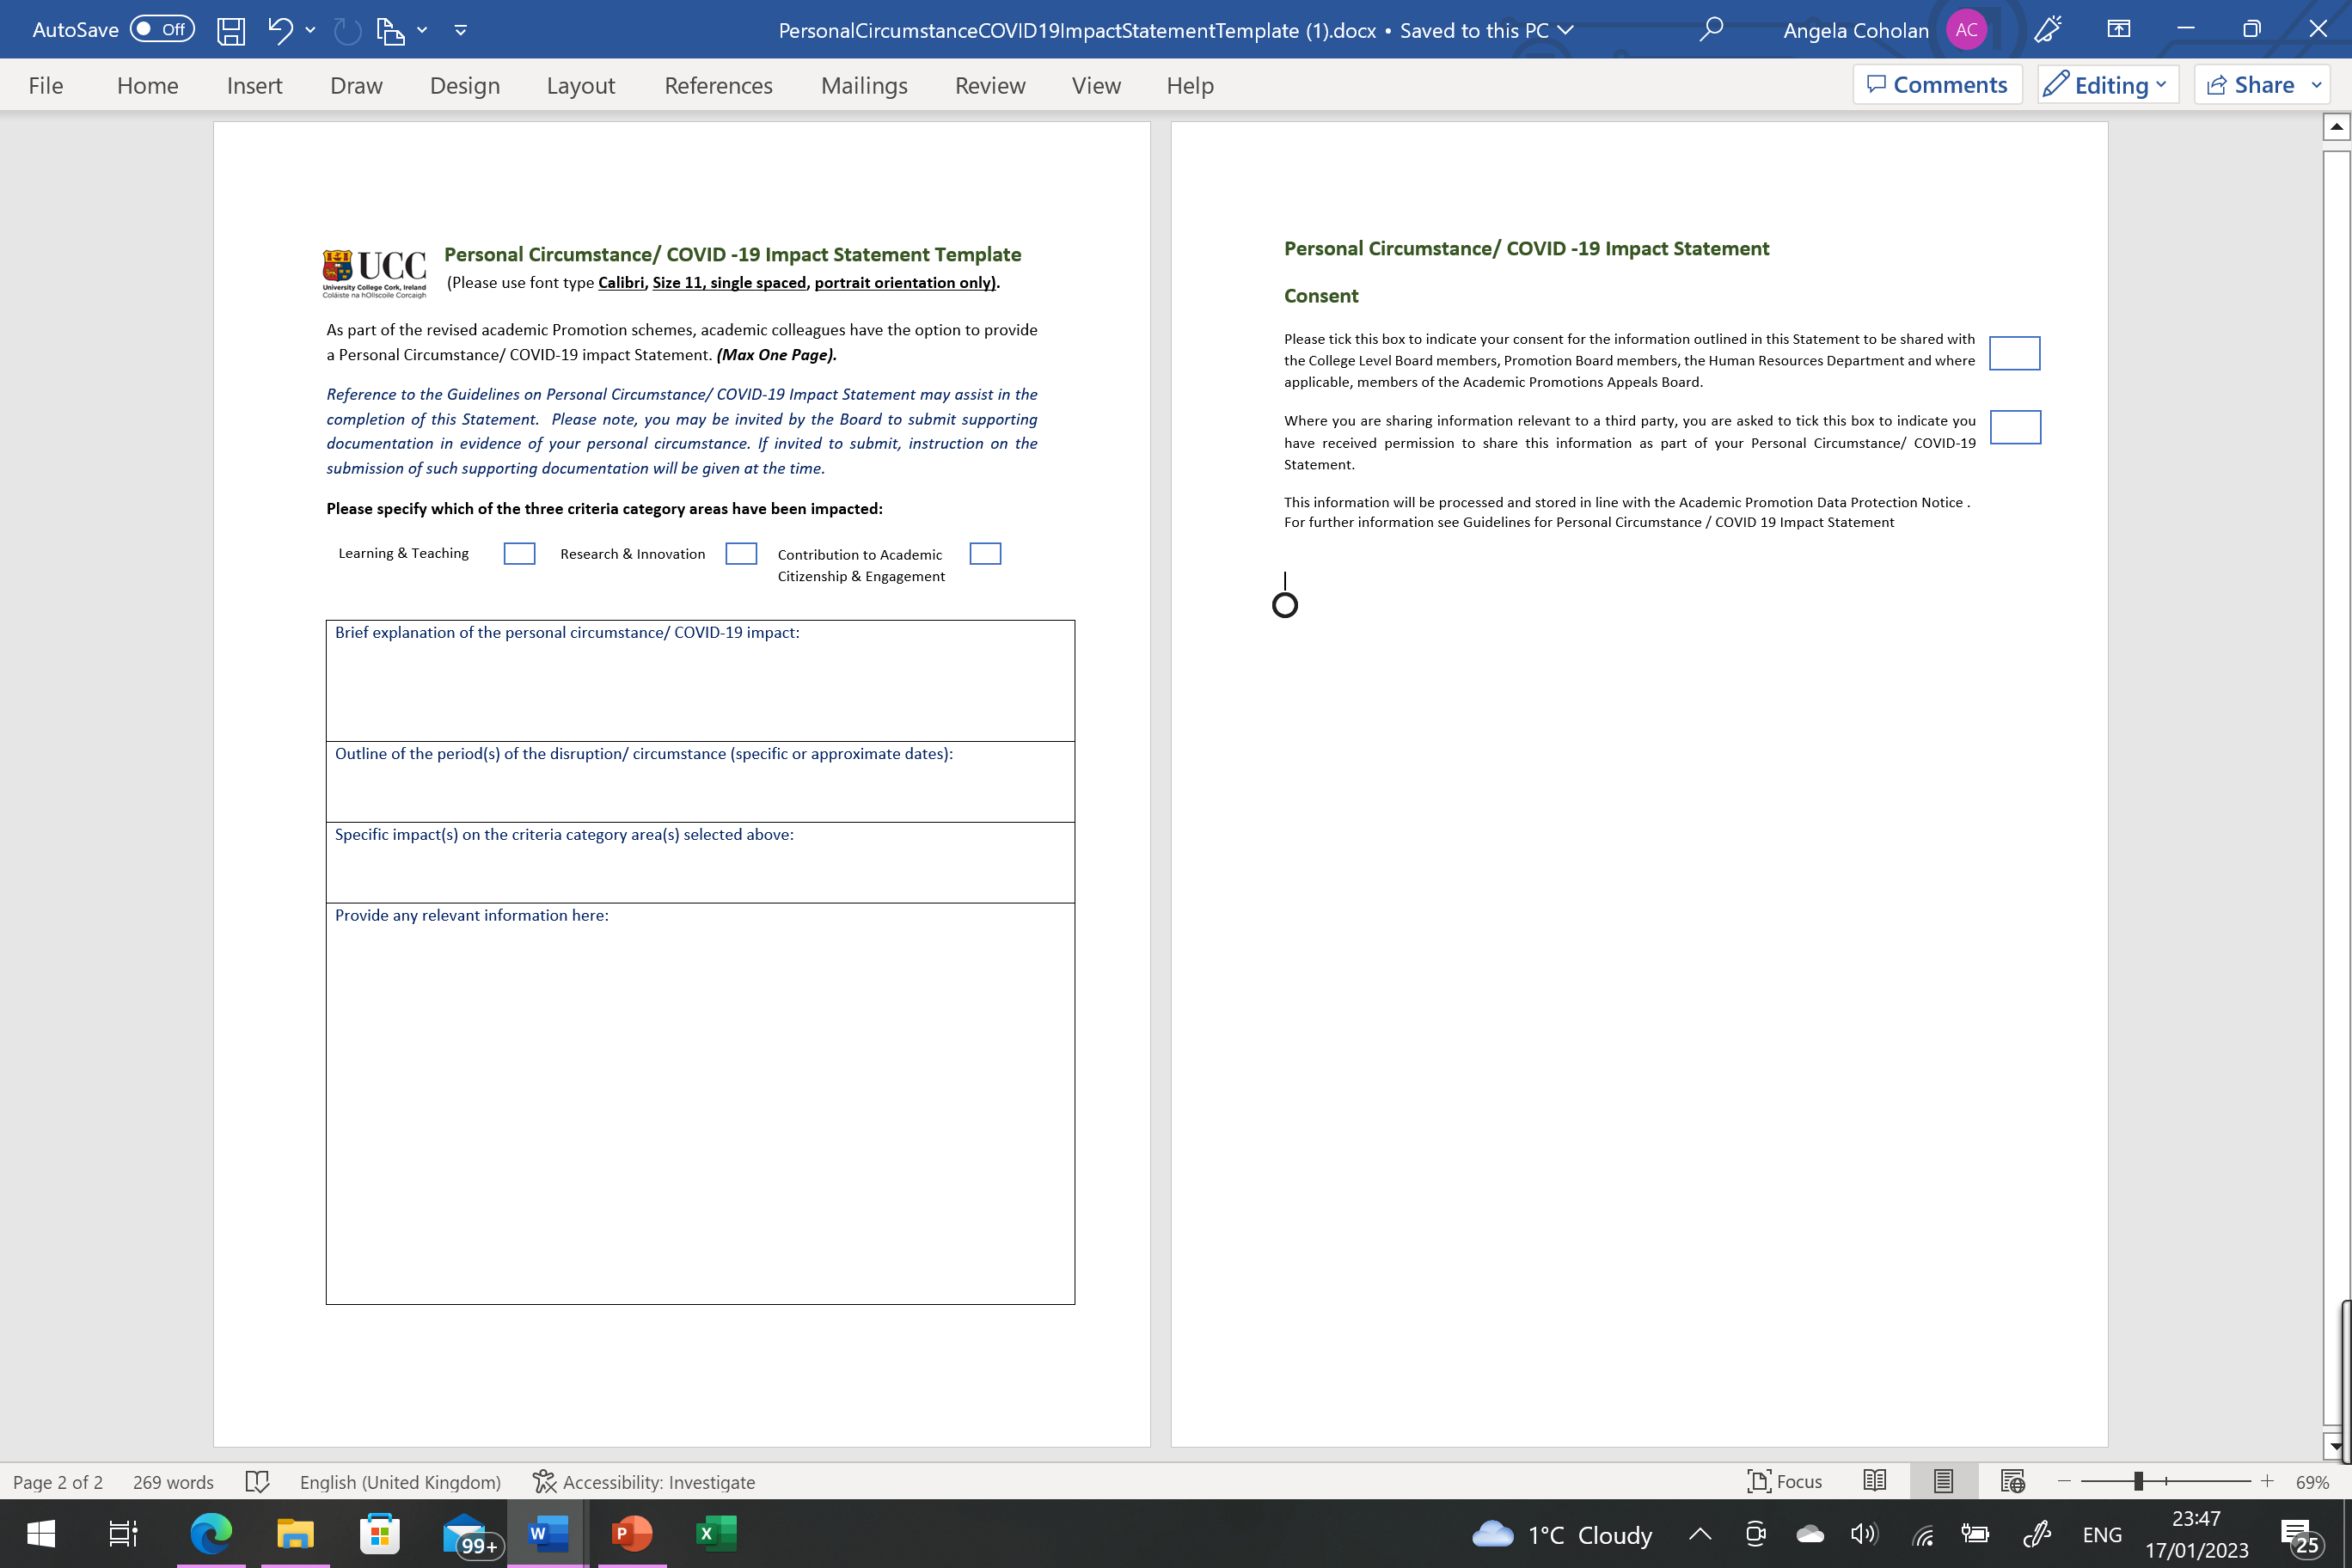 AutoSave Off PersonalCircumstanceCOVID19ImpactStatementTemplate (1).docx • Saved to this PC Angela Coholan AC
File Home Insert Draw Design Layout References Mailings Review View Help Comments Editing Share
UCC
University College Cork, Ireland
Coláiste na hOllscoile Corcaigh
Personal Circumstance/ COVID -19 Impact Statement Template
(Please use font type Calibri, Size 11, single spaced, portrait orientation only).
As part of the revised academic Promotion schemes, academic colleagues have the option to provide
a Personal Circumstance/ COVID-19 impact Statement. (Max One Page).
Reference to the Guidelines on Personal Circumstance/ COVID-19 Impact Statement may assist in the
completion of this Statement. Please note, you may be invited by the Board to submit supporting
documentation in evidence of your personal circumstance. If invited to submit, instruction on the
submission of such supporting documentation will be given at the time.
Please specify which of the three criteria category areas have been impacted:
Learning & Teaching Research & Innovation Contribution to Academic
Citizenship & Engagement
Brief explanation of the personal circumstance/ COVID-19 impact:
Outline of the period(s) of the disruption/ circumstance (specific or approximate dates):
Specific impact(s) on the criteria category area(s) selected above:
Provide any relevant information here:
Personal Circumstance/ COVID -19 Impact Statement
Consent
Please tick this box to indicate your consent for the information outlined in this Statement to be shared with
the College Level Board members, Promotion Board members, the Human Resources Department and where
applicable, members of the Academic Promotions Appeals Board.
Where you are sharing information relevant to a third party, you are asked to tick this box to indicate you
have received permission to share this information as part of your Personal Circumstance/ COVID-19
Statement.
This information will be processed and stored in line with the Academic Promotion Data Protection Notice .
For further information see Guidelines for Personal Circumstance / COVID 19 Impact Statement
Page 2 of 2 269 words English (United Kingdom) Accessibility: Investigate Focus 69%
99+ W P X 1°C Cloudy ENG 23:47
17/01/2023 25